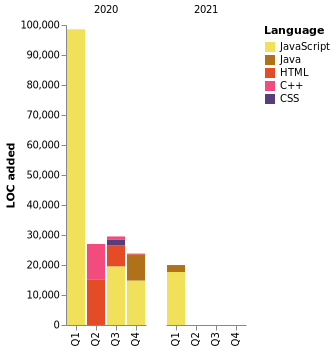 2020 2021
Language
JavaScript
Java
HTML
C++
CSS
LOC added
100,000
90,000
80,000
70,000
60,000
50,000
40,000
30,000
20,000
10,000
0
Q1 Q2 Q3 Q4 Q1 Q2 Q3 Q4